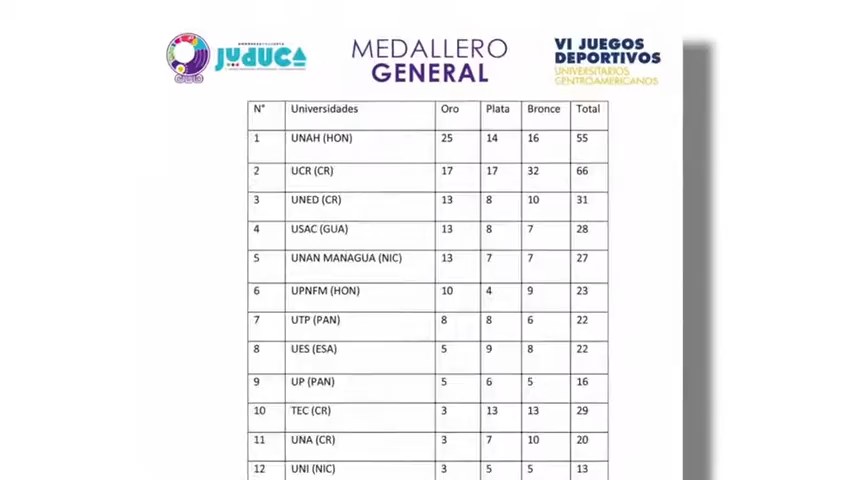 JUDUCA
MEDALLERO
GENERAL
VI JUEGOS
DEPORTIVOS
UNIVERSITARIOS
CENTROAMERICANOS
N° Universidades Oro Plata Bronce Total
1 UNAH (HON) 25 14 16 55
2 UCR (CR) 17 17 32 66
3 UNED (CR) 13 8 10 31
4 USAC (GUA) 13 8 7 28
5 UNAN MANAGUA (NIC) 13 7 7 27
6 UPNFM (HON) 10 4 9 23
7 UTP (PAN) 8 8 6 22
8 UES (ESA) 5 9 8 22
9 UP (PAN) 5 6 5 16
10 TEC (CR) 3 13 13 29
11 UNA (CR) 3 7 10 20
12 UNI (NIC) 3 5 5 13